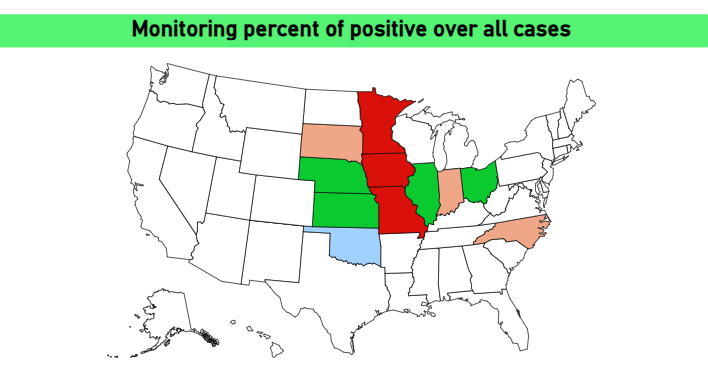 Monitoring percent of positive over all cases